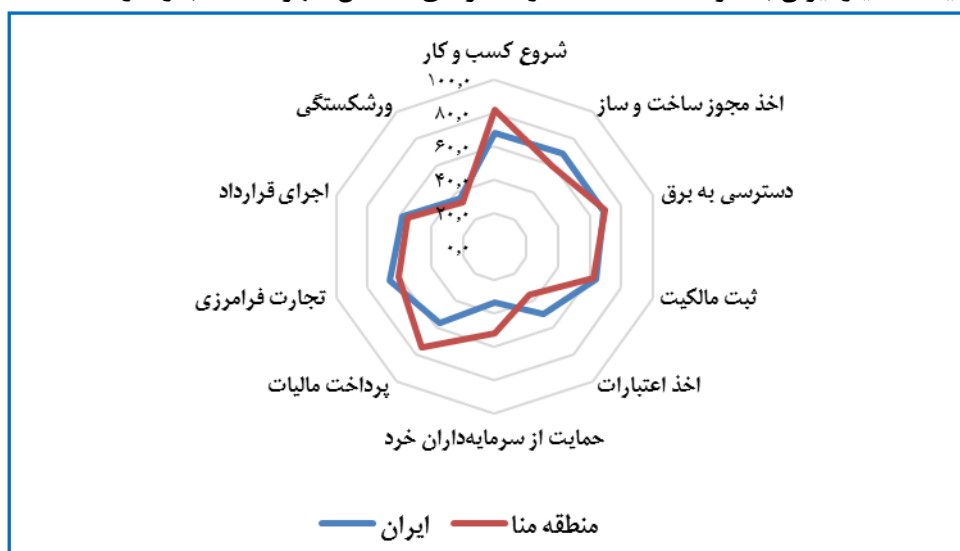 شروع کسب و کار
اخذ مجوز ساخت و ساز
دسترسی به برق
ثبت مالکیت
اخذ اعتبارات
حمایت از سرمایه‌داران خرد
پرداخت مالیات
تجارت فرامرزی
اجرای قرارداد
ورشکستگی
۱۰۰,۰
۸۰,۰
۶۰,۰
۴۰,۰
۲۰,۰
۰,۰
منطقه منا
ایران